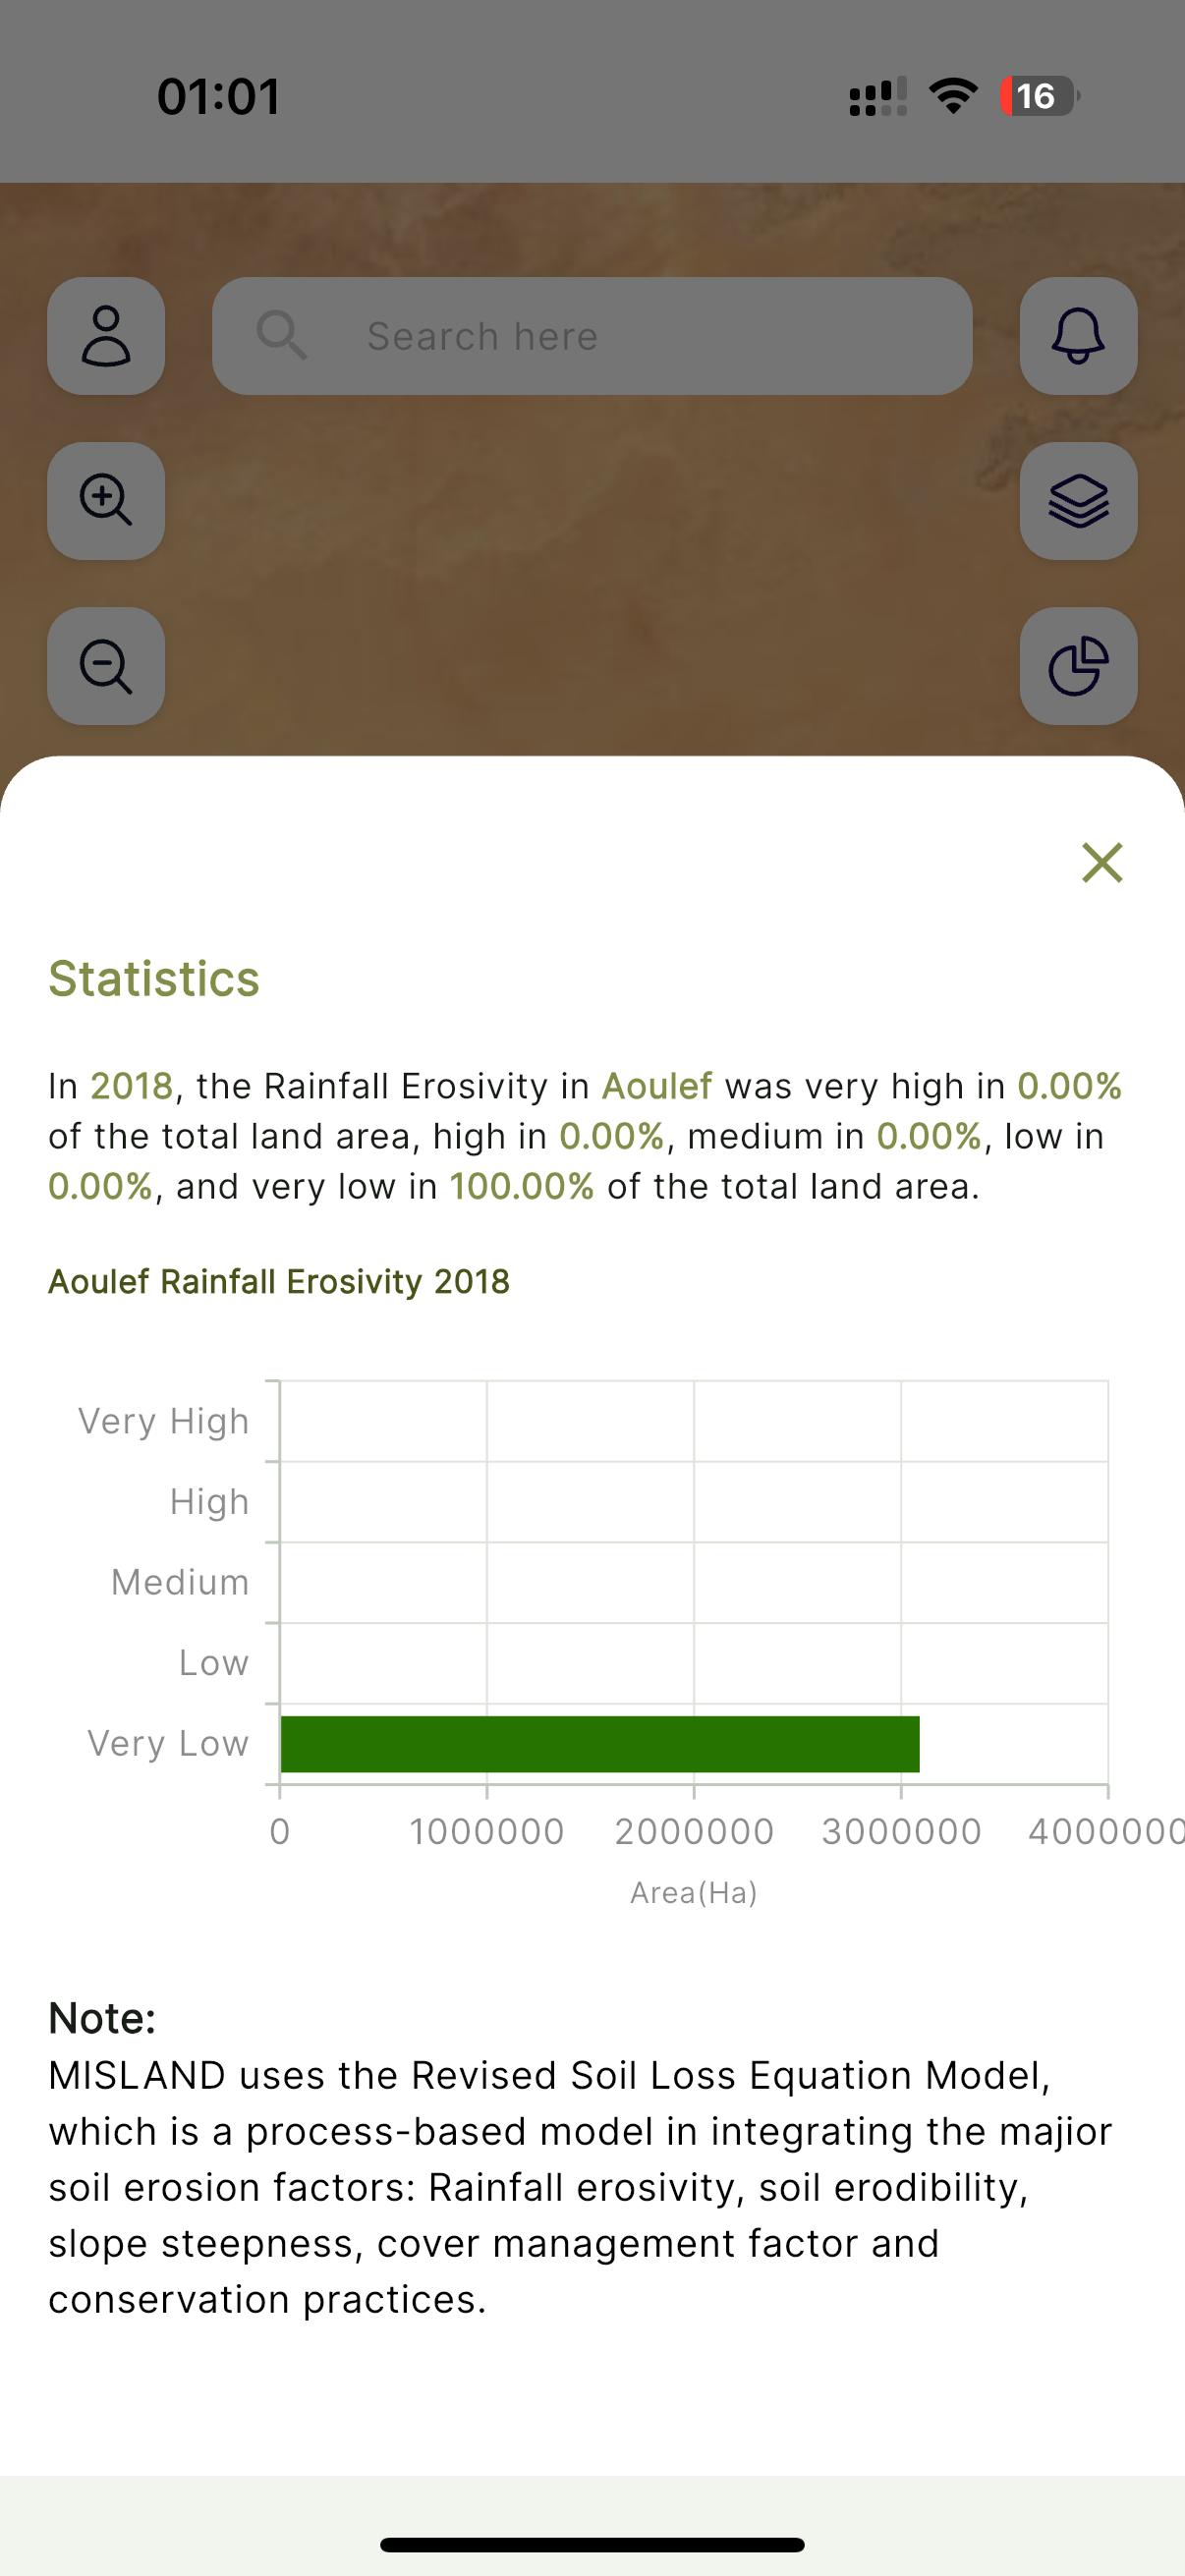 01:01
16
Search here
Statistics
In 2018, the Rainfall Erosivity in Aoulef was very high in 0.00%
of the total land area, high in 0.00%, medium in 0.00%, low in
0.00%, and very low in 100.00% of the total land area.
Aoulef Rainfall Erosivity 2018
Very High
High
Medium
Low
Very Low
0 1000000 2000000 3000000 4000000
Area(Ha)
Note:
MISLAND uses the Revised Soil Loss Equation Model,
which is a process-based model in integrating the majior
soil erosion factors: Rainfall erosivity, soil erodibility,
slope steepness, cover management factor and
conservation practices.